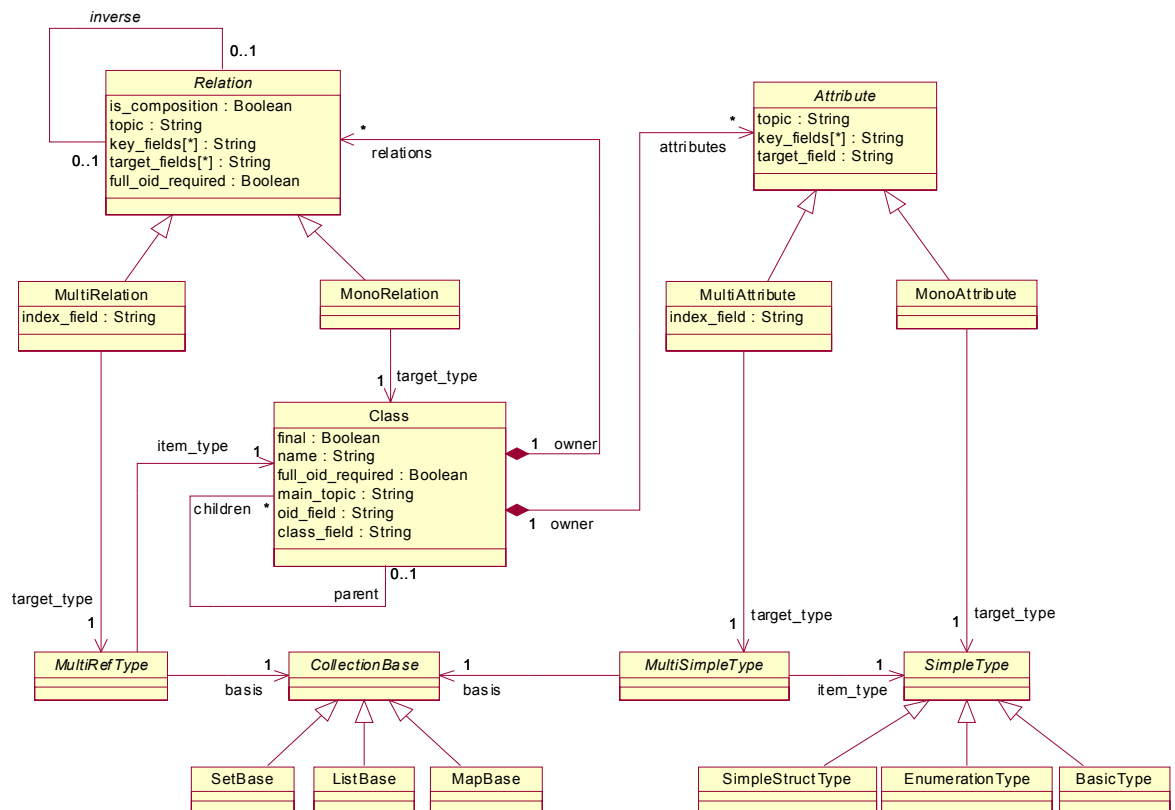 inverse
0..1
Relation
is_composition : Boolean
topic : String
key_fields[*] : String
target_fields[*] : String
full_oid_required : Boolean
0..1
*
relations
Attribute
topic : String
key_fields[*] : String
target_field : String
*
attributes
MultiRelation
index_field : String
MonoRelation
MultiAttribute
index_field : String
MonoAttribute
1 target_type
Class
final : Boolean
name : String
full_oid_required : Boolean
main_topic : String
oid_field : String
class_field : String
item_type
1
1 owner
children *
1 owner
0..1
parent
target_type
1
target_type
1
target_type
1
MultiRefType
1
basis
CollectionBase
1
basis
MultiSimpleType
1
item_type
SimpleType
SetBase
ListBase
MapBase
SimpleStructType
EnumerationType
BasicType